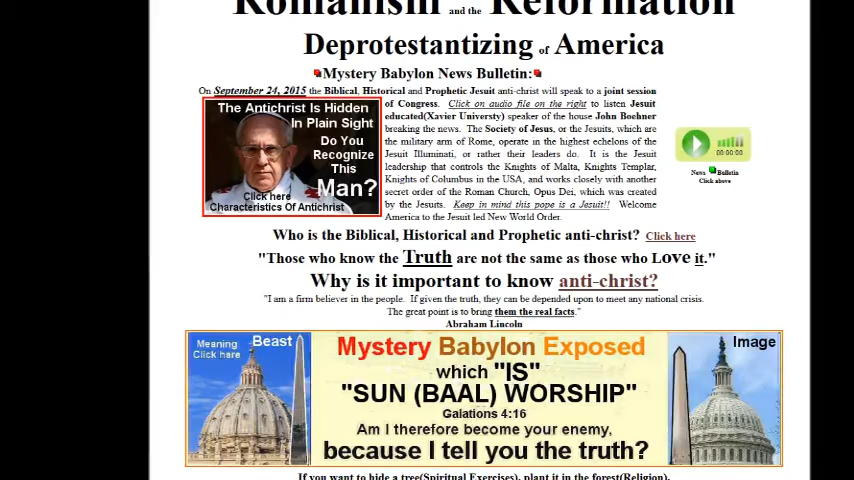 Romanism and the Reformation
Deprotestantizing of America
Mystery Babylon News Bulletin:
On September 24, 2015 the Biblical, Historical and Prophetic Jesuit anti-christ will speak to a joint session
of Congress. Click on audio file on the right to listen Jesuit
educated(Xavier Universty) speaker of the house John Boehner
breaking the news. The Society of Jesus, or the Jesuits, which are
the military arm of Rome, operate in the highest echelons of the
Jesuit Illuminati, or rather their leaders do. It is the Jesuit
leadership that controls the Knights of Malta, Knights Templar,
Knights of Columbus in the USA, and works closely with another
secret order of the Roman Church, Opus Dei, which was created
by the Jesurts. Keep in mind this pope is a Jesuit!! Welcome
America to the Jesuit led New World Order.
The Antichrist Is Hidden
In Plain Sight
Do You
Recognize
This
Man?
Click here
Characteristics Of Antichrist
00:00:00
News Bulletin
Click above
Who is the Biblical, Historical and Prophetic anti-christ? Click here
"Those who know the Truth are not the same as those who Love it."
Why is it important to know anti-christ?
"I am a firm believer in the people. If given the truth, they can be depended upon to meet any national crisis.
The great point is to bring them the real facts."
Abraham Lincoln
Meaning
Click here
Beast
Mystery Babylon Exposed
which "IS"
"SUN (BAAL) WORSHIP"
Galations 4:16
Am I therefore become your enemy,
because I tell you the truth?
Image
If you want to hide a tree(Spiritual Exercises), plant it in the forest(Religion).